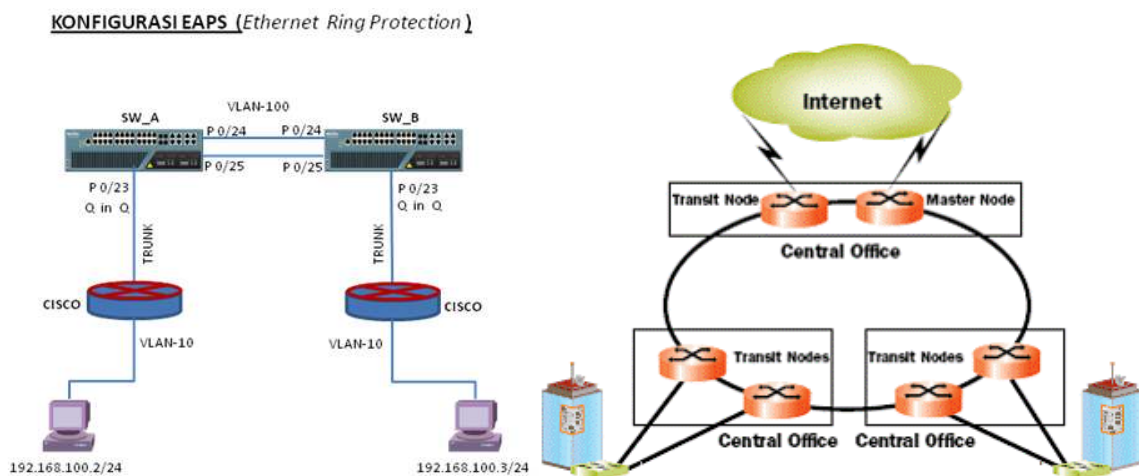 KONFIGURASI EAPS (Ethernet Ring Protection )
VLAN-100
SW_A
SW_B
P 0/24
P 0/24
P 0/25
P 0/25
P 0/23
Q in Q
P 0/23
Q in Q
TRUNK
TRUNK
CISCO
CISCO
VLAN-10
VLAN-10
192.168.100.2/24
192.168.100.3/24
Internet
Transit Node
Master Node
Central Office
Transit Nodes
Transit Nodes
Central Office
Central Office